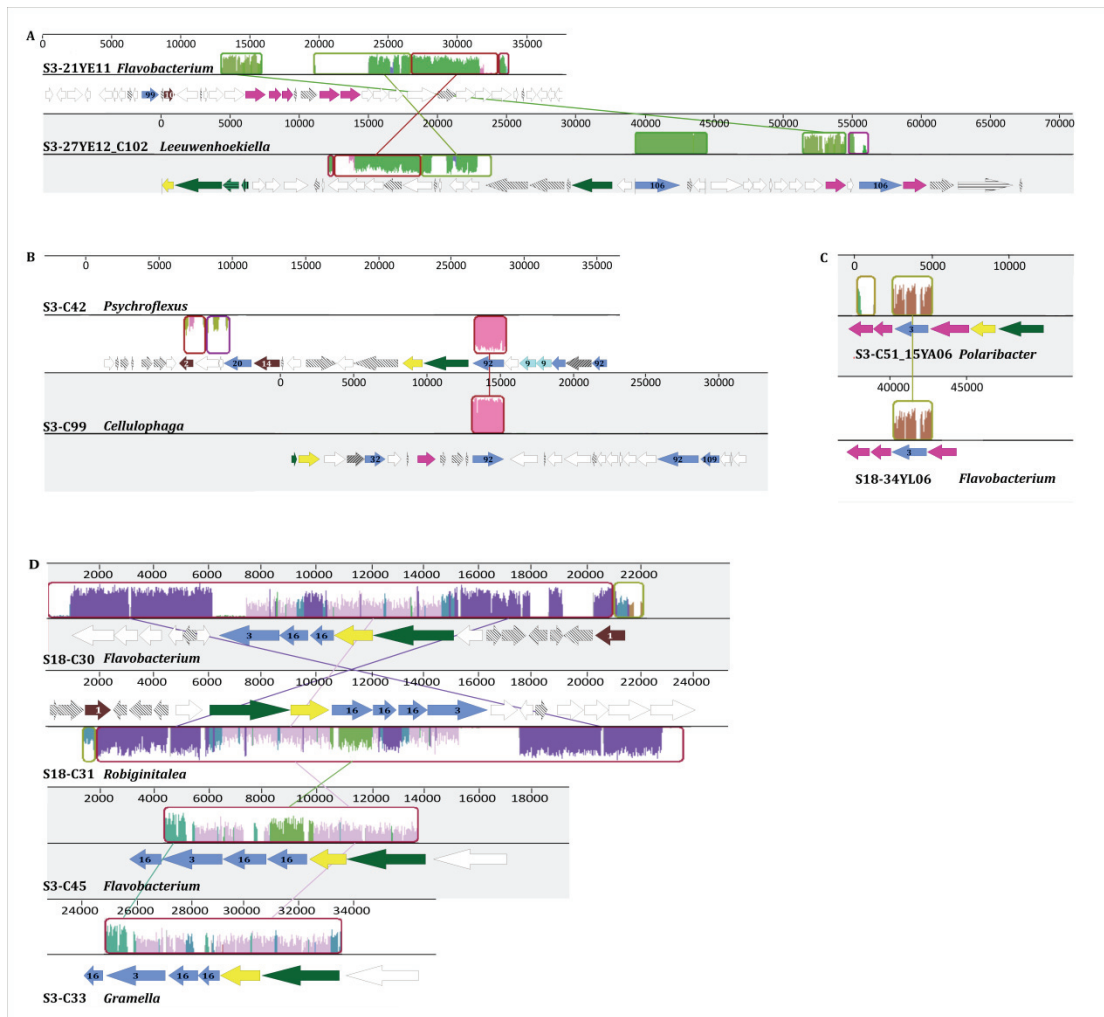 A
0 5000 10000 15000 20000 25000 30000 35000
S3-21YE11 Flavobacterium
99
0 5000 10000 15000 20000 25000 30000 35000 40000 45000 50000 55000 60000 65000 70000
S3-27YE12_C102 Leeuwenhoekiella
106 106
B
0 5000 10000 15000 20000 25000 30000 35000
S3-C42 Psychroflexus
2 20 14 92 9 9 92
0 5000 10000 15000 20000 25000 30000
S3-C99 Cellulophaga
32 92 92 109
C
0 5000 10000
3
S3-C51_15YA06 Polaribacter
40000 45000
3
S18-34YL06 Flavobacterium
D
2000 4000 6000 8000 10000 12000 14000 16000 18000 20000 22000
3 16 16 1
S18-C30 Flavobacterium
2000 4000 6000 8000 10000 12000 14000 16000 18000 20000 22000 24000
1 16 16 16 3
S18-C31 Robiginitalea
2000 4000 6000 8000 10000 12000 14000 16000 18000
16 3 16 16
S3-C45 Flavobacterium
24000 26000 28000 30000 32000 34000
16 3 16 16
S3-C33 Gramella